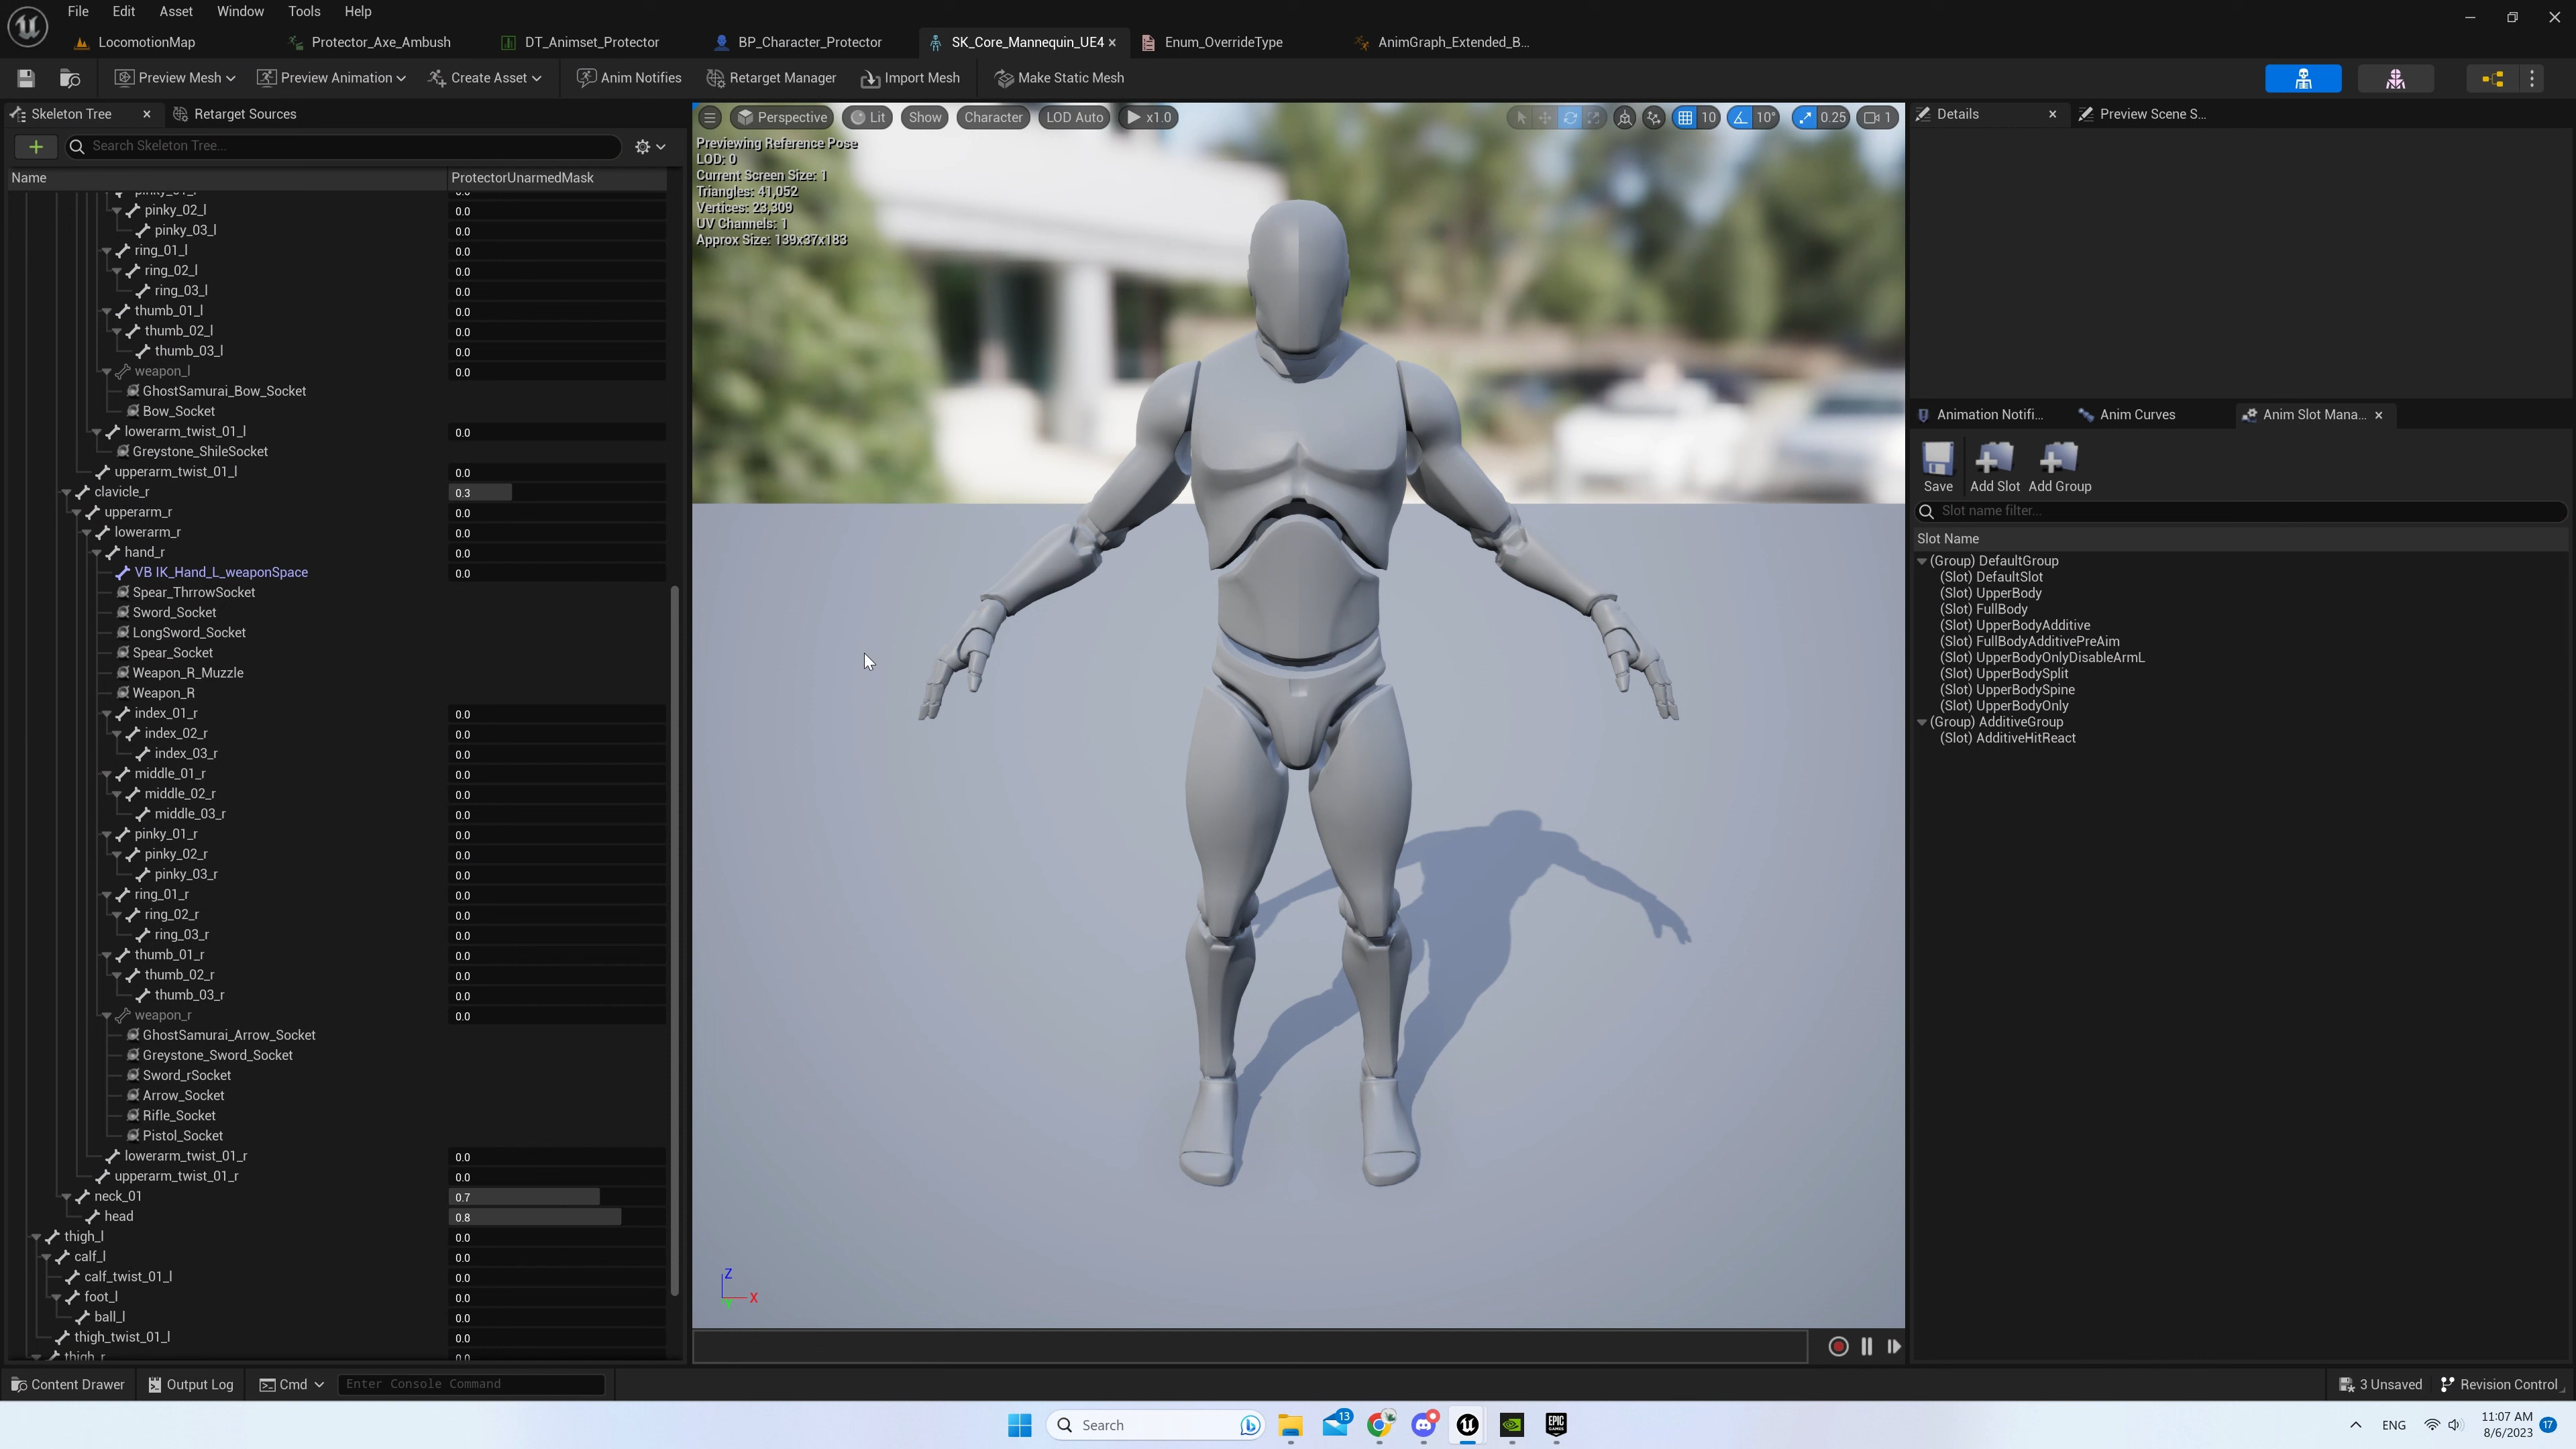 File Edit Asset Window Tools Help
LocomotionMap Protector_Axe_Ambush DT_Animset_Protector BP_Character_Protector SK_Core_Mannequin_UE4 Enum_OverrideType AnimGraph_Extended_B...
Preview Mesh Preview Animation Create Asset Anim Notifies Retarget Manager Import Mesh Make Static Mesh
Skeleton Tree Retarget Sources
Search Skeleton Tree...
Name ProtectorUnarmedMask
pinky_02_l 0.0
pinky_03_l 0.0
ring_01_l 0.0
ring_02_l 0.0
ring_03_l 0.0
thumb_01_l 0.0
thumb_02_l 0.0
thumb_03_l 0.0
weapon_l 0.0
GhostSamurai_Bow_Socket
Bow_Socket
lowerarm_twist_01_l 0.0
Greystone_ShileSocket
upperarm_twist_01_l 0.0
clavicle_r 0.3
upperarm_r 0.0
lowerarm_r 0.0
hand_r 0.0
VB IK_Hand_L_weaponSpace 0.0
Spear_ThrrowSocket
Sword_Socket
LongSword_Socket
Spear_Socket
Weapon_R_Muzzle
Weapon_R
index_01_r 0.0
index_02_r 0.0
index_03_r 0.0
middle_01_r 0.0
middle_02_r 0.0
middle_03_r 0.0
pinky_01_r 0.0
pinky_02_r 0.0
pinky_03_r 0.0
ring_01_r 0.0
ring_02_r 0.0
ring_03_r 0.0
thumb_01_r 0.0
thumb_02_r 0.0
thumb_03_r 0.0
weapon_r 0.0
GhostSamurai_Arrow_Socket
Greystone_Sword_Socket
Sword_rSocket
Arrow_Socket
Rifle_Socket
Pistol_Socket
lowerarm_twist_01_r 0.0
upperarm_twist_01_r 0.0
neck_01 0.7
head 0.8
thigh_l 0.0
calf_l 0.0
calf_twist_01_l 0.0
foot_l 0.0
ball_l 0.0
thigh_twist_01_l 0.0
thigh_r 0.0
Perspective Lit Show Character LOD Auto x1.0 10 10° 0.25 1
Previewing Reference Pose
LOD: 0
Current Screen Size: 1
Triangles: 41,052
Vertices: 23,309
UV Channels: 1
Approx Size: 139x37x183
Z
X
Details Preview Scene S...
Animation Notifi... Anim Curves Anim Slot Mana...
Save Add Slot Add Group
Slot name filter...
Slot Name
(Group) DefaultGroup
(Slot) DefaultSlot
(Slot) UpperBody
(Slot) FullBody
(Slot) UpperBodyAdditive
(Slot) FullBodyAdditivePreAim
(Slot) UpperBodyOnlyDisableArmL
(Slot) UpperBodySplit
(Slot) UpperBodySpine
(Slot) UpperBodyOnly
(Group) AdditiveGroup
(Slot) AdditiveHitReact
Content Drawer Output Log Cmd Enter Console Command 3 Unsaved Revision Control
Search 13 EPIC GAMES ENG 11:07 AM 17
8/6/2023